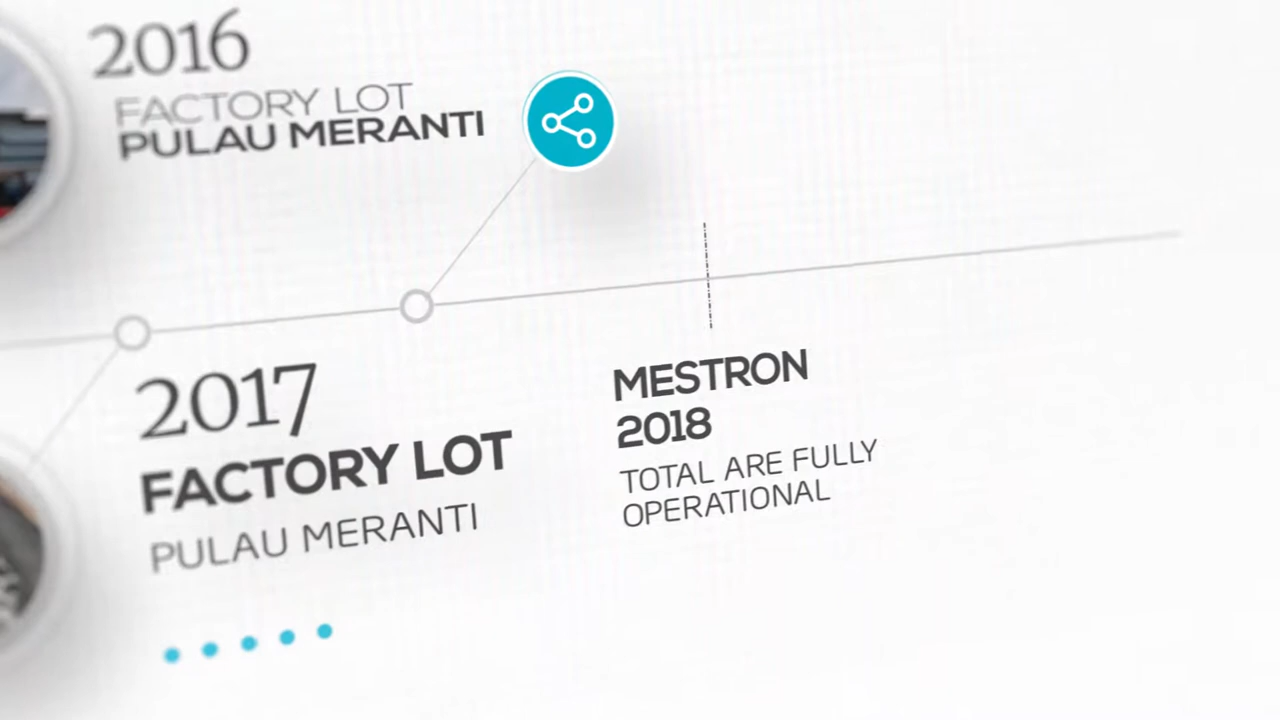 2016
FACTORY LOT
PULAU MERANTI
2017
FACTORY LOT
PULAU MERANTI
MESTRON
2018
TOTAL ARE FULLY
OPERATIONAL